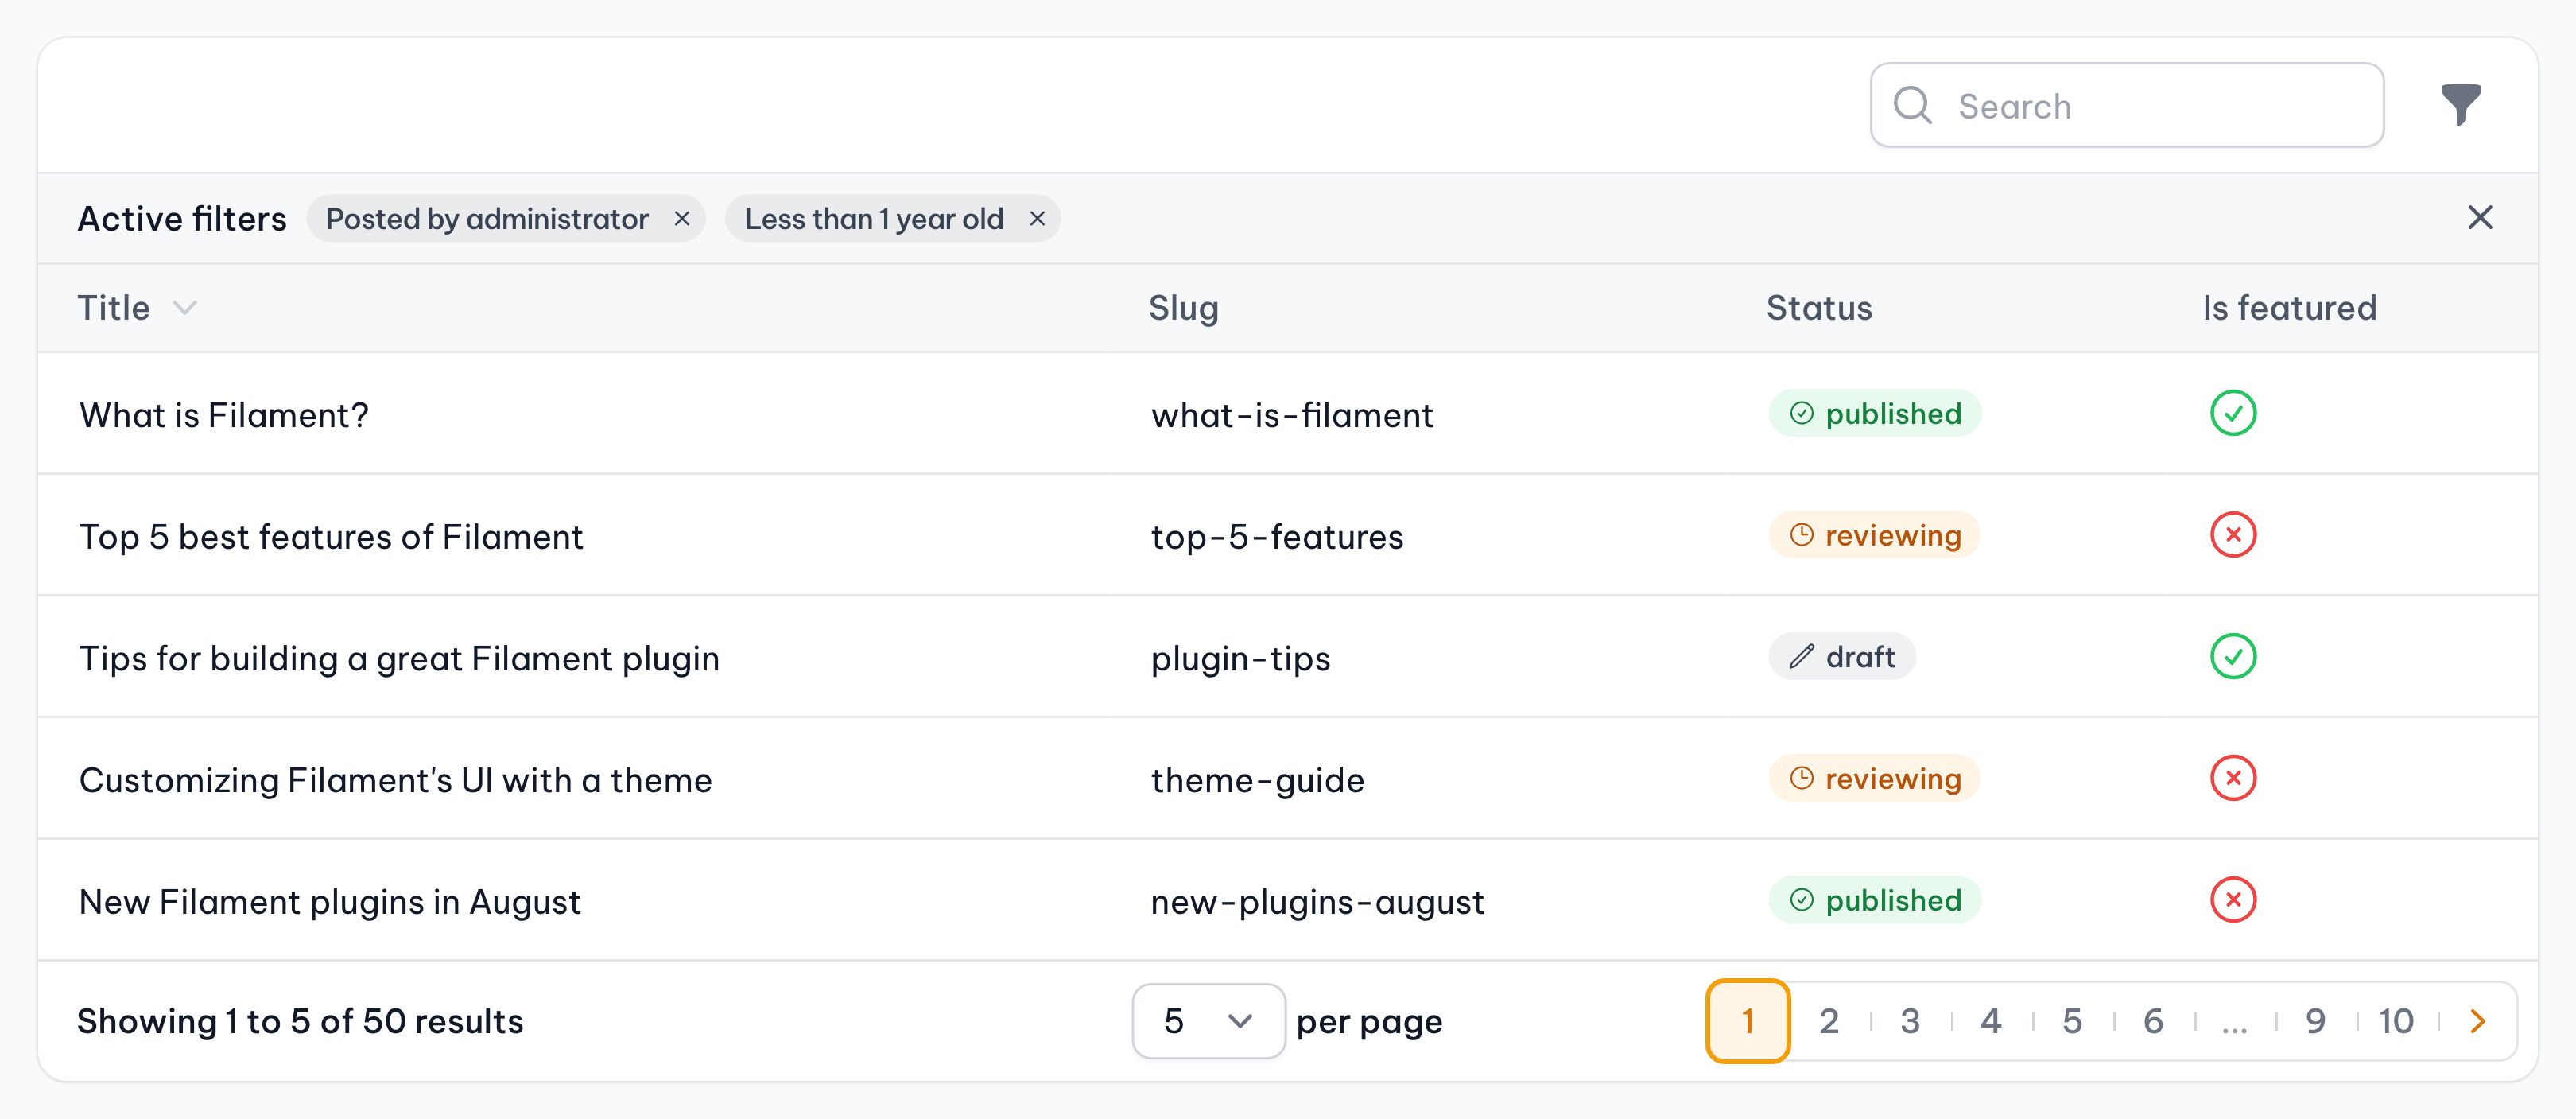 Search
Active filters Posted by administrator Less than 1 year old
Title Slug Status Is featured
What is Filament? what-is-filament published
Top 5 best features of Filament top-5-features reviewing
Tips for building a great Filament plugin plugin-tips draft
Customizing Filament's UI with a theme theme-guide reviewing
New Filament plugins in August new-plugins-august published
Showing 1 to 5 of 50 results 5 per page 1 2 3 4 5 6 ... 9 10